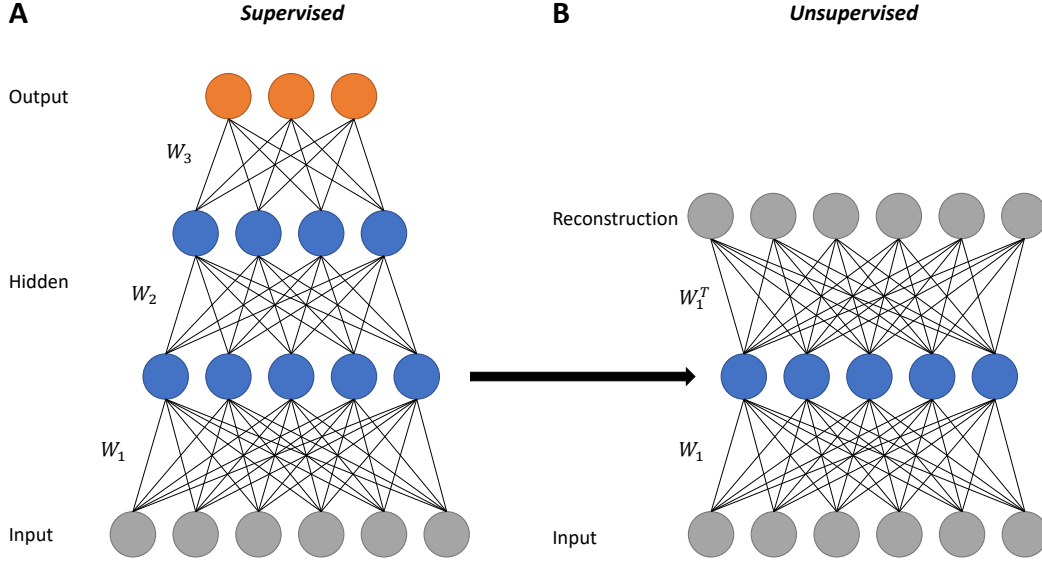 A
Supervised
Output
W₃
Hidden
W₂
W₁
Input
B
Unsupervised
Reconstruction
W₁ᵀ
W₁
Input